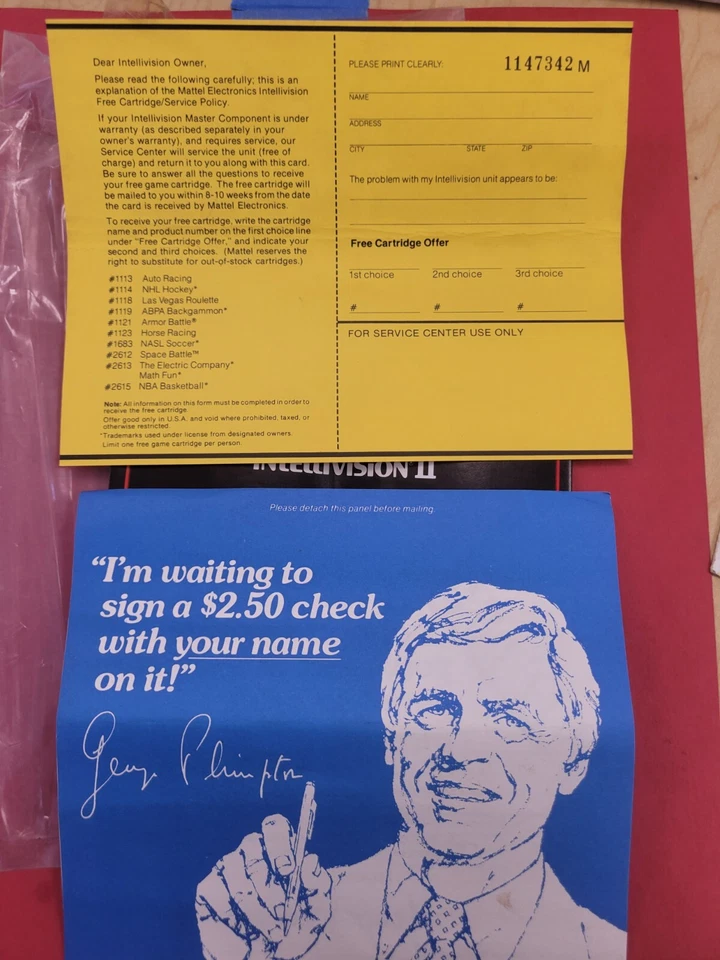 Dear Intellivision Owner,
Please read the following carefully; this is an
explanation of the Mattel Electronics Intellivision
Free Cartridge/Service Policy.
If your Intellivision Master Component is under
warranty (as described separately in your
owner's warranty), and requires service, our
Service Center will service the unit (free of
charge) and return it to you along with this card.
Be sure to answer all the questions to receive
your free game cartridge. The free cartridge will
be mailed to you within 8-10 weeks from the date
the card is received by Mattel Electronics.
To receive your free cartridge, write the cartridge
name and product number on the first choice line
under "Free Cartridge Offer," and indicate your
second and third choices. (Mattel reserves the
right to substitute for out-of-stock cartridges.)
#1113 Auto Racing
#1114 NHL Hockey*
#1118 Las Vegas Roulette
#1119 ABPA Backgammon*
#1121 Armor Battle®
#1123 Horse Racing
#1683 NASL Soccer*
#2612 Space Battle™
#2613 The Electric Company*
Math Fun*
#2615 NBA Basketball*
Note: All information on this form must be completed in order to
receive the free cartridge.
Offer good only in U.S.A. and void where prohibited, taxed, or
otherwise restricted.
*Trademarks used under license from designated owners.
Limit one free game cartridge per person.
PLEASE PRINT CLEARLY: 1147342 M
NAME
ADDRESS
CITY STATE ZIP
The problem with my Intellivision unit appears to be:
Free Cartridge Offer
1st choice 2nd choice 3rd choice
# # #
FOR SERVICE CENTER USE ONLY
INTELLIVISION II
Please detach this panel before mailing.
"I'm waiting to
sign a $2.50 check
with your name
on it!"
George Plimpton